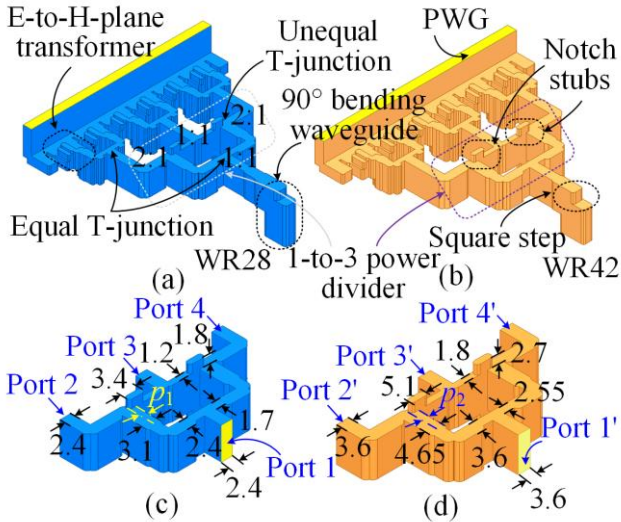 E-to-H-plane
transformer
Unequal
T-junction
90° bending
waveguide
2:1
1:1
2:1
1:1
Equal T-junction
WR28
(a)
PWG
Notch
stubs
Square step
WR42
1-to-3 power
divider
(b)
Port 4
1.8
Port 3
1.2
Port 2
3.4
p1
2.4
3.1
2.4
1.7
Port 1
2.4
(c)
Port 4'
2.7
Port 3'
1.8
Port 2'
5.1
p2
2.55
3.6
4.65
3.6
Port 1'
3.6
(d)